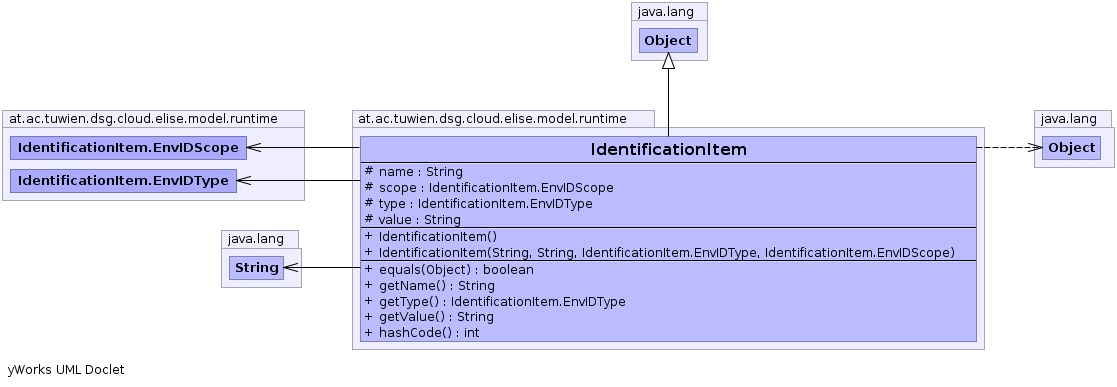 java.lang
Object
at.ac.tuwien.dsg.cloud.elise.model.runtime
IdentificationItem.EnvIDScope
IdentificationItem.EnvIDType
at.ac.tuwien.dsg.cloud.elise.model.runtime
IdentificationItem
# name : String
# scope : IdentificationItem.EnvIDScope
# type : IdentificationItem.EnvIDType
# value : String
+ IdentificationItem()
+ IdentificationItem(String, String, IdentificationItem.EnvIDType, IdentificationItem.EnvIDScope)
+ equals(Object) : boolean
+ getName() : String
+ getType() : IdentificationItem.EnvIDType
+ getValue() : String
+ hashCode() : int
java.lang
Object
java.lang
String
yWorks UML Doclet